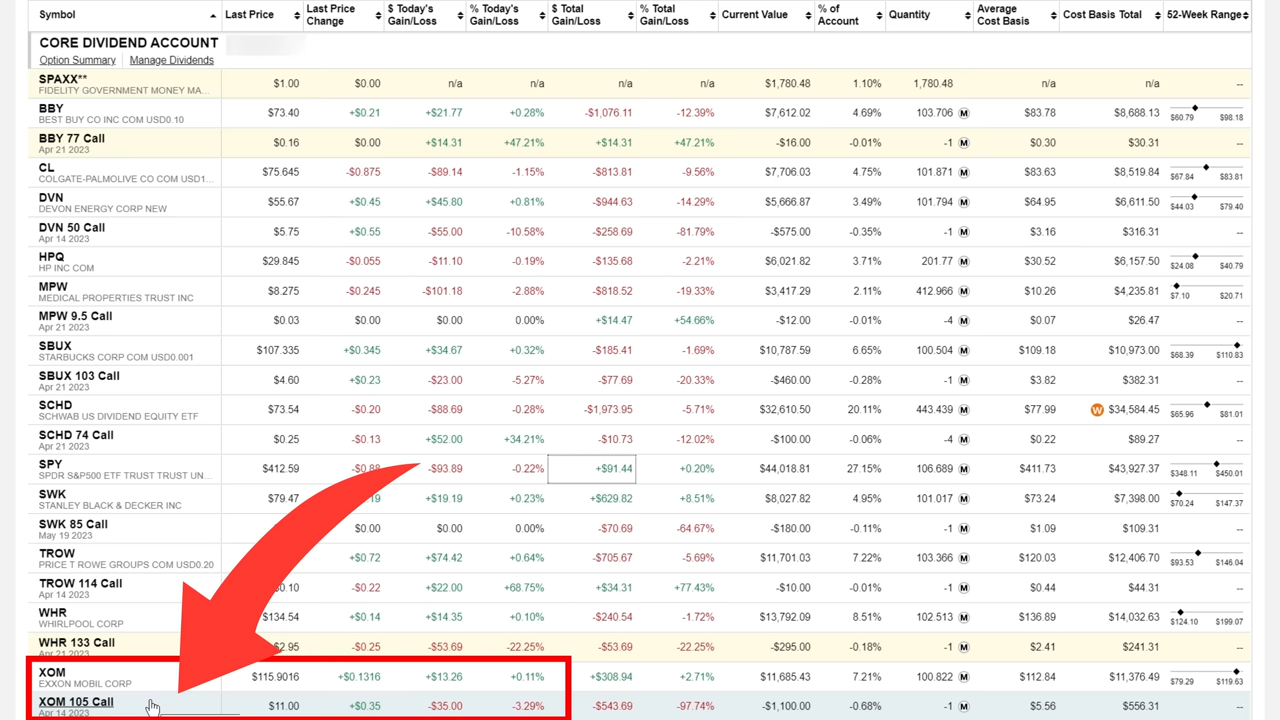 Symbol Last Price Last Price Change $ Today's Gain/Loss % Today's Gain/Loss $ Total Gain/Loss % Total Gain/Loss Current Value % of Account Quantity Average Cost Basis Cost Basis Total 52-Week Range
CORE DIVIDEND ACCOUNT
Option Summary Manage Dividends
SPAXX** $1.00 $0.00 n/a n/a n/a n/a $1,780.48 1.10% 1,780.48 n/a n/a --
FIDELITY GOVERNMENT MONEY MA...
BBY $73.40 +$0.21 +$21.77 +0.28% -$1,076.11 -12.39% $7,612.02 4.69% 103.706 M $83.78 $8,688.13
BEST BUY CO INC COM USD0.10 $60.79 $98.18
BBY 77 Call $0.16 $0.00 +$14.31 +47.21% +$14.31 +47.21% -$16.00 -0.01% -1 M $0.30 $30.31 --
Apr 21 2023
CL $75.645 -$0.875 -$89.14 -1.15% -$813.81 -9.56% $7,706.03 4.75% 101.871 M $83.63 $8,519.84
COLGATE-PALMOLIVE CO COM USD1... $67.84 $83.81
DVN $55.67 +$0.45 +$45.80 +0.81% -$944.63 -14.29% $5,666.87 3.49% 101.794 M $64.95 $6,611.50
DEVON ENERGY CORP NEW $44.03 $79.40
DVN 50 Call $5.75 +$0.55 -$55.00 -10.58% -$258.69 -81.79% -$575.00 -0.35% -1 M $3.16 $316.31 --
Apr 14 2023
HPQ $29.845 -$0.055 -$11.10 -0.19% -$135.68 -2.21% $6,021.82 3.71% 201.77 M $30.52 $6,157.50
HP INC COM $24.08 $40.79
MPW $8.275 -$0.245 -$101.18 -2.88% -$818.52 -19.33% $3,417.29 2.11% 412.966 M $10.26 $4,235.81
MEDICAL PROPERTIES TRUST INC $7.10 $20.71
MPW 9.5 Call $0.03 $0.00 $0.00 0.00% +$14.47 +54.66% -$12.00 -0.01% -4 M $0.07 $26.47 --
Apr 21 2023
SBUX $107.335 +$0.345 +$34.67 +0.32% -$185.41 -1.69% $10,787.59 6.65% 100.504 M $109.18 $10,973.00
STARBUCKS CORP COM USD0.001 $68.39 $110.83
SBUX 103 Call $4.60 +$0.23 -$23.00 -5.27% -$77.69 -20.33% -$460.00 -0.28% -1 M $3.82 $382.31 --
Apr 21 2023
SCHD $73.54 -$0.20 -$88.69 -0.28% -$1,973.95 -5.71% $32,610.50 20.11% 443.439 M $77.99 W $34,584.45
SCHWAB US DIVIDEND EQUITY ETF $65.96 $81.01
SCHD 74 Call $0.25 -$0.13 +$52.00 +34.21% -$10.73 -12.02% -$100.00 -0.06% -4 M $0.22 $89.27 --
Apr 21 2023
SPY $412.59 -$0.88 -$93.89 -0.22% +$91.44 +0.20% $44,018.81 27.15% 106.689 M $411.73 $43,927.37
SPDR S&P500 ETF TRUST TRUST UN... $348.11 $450.01
SWK $79.47 +$19.19 +0.23% +$629.82 +8.51% $8,027.82 4.95% 101.017 M $73.24 $7,398.00
STANLEY BLACK & DECKER INC $70.24 $147.37
SWK 85 Call $0.00 $0.00 0.00% -$70.69 -64.67% -$180.00 -0.11% -1 M $1.09 $109.31 --
May 19 2023
TROW +$0.72 +$74.42 +0.64% -$705.67 -5.69% $11,701.03 7.22% 103.366 M $120.03 $12,406.70
PRICE T ROWE GROUPS COM USD0.20 $93.53 $146.04
TROW 114 Call -$0.22 +$22.00 +68.75% +$34.31 +77.43% -$10.00 -0.01% -1 M $0.44 $44.31 --
Apr 14 2023
WHR $134.54 +$0.14 +$14.35 +0.10% -$240.54 -1.72% $13,792.09 8.51% 102.513 M $136.89 $14,032.63
WHIRLPOOL CORP $124.10 $199.07
WHR 133 Call $2.95 -$0.25 -$53.69 -22.25% -$53.69 -22.25% -$295.00 -0.18% -1 M $2.41 $241.31 --
Apr 21 2023
XOM $115.9016 +$0.1316 +$13.26 +0.11% +$308.94 +2.71% $11,685.43 7.21% 100.822 M $112.84 $11,376.49
EXXON MOBIL CORP $79.29 $119.63
XOM 105 Call $11.00 +$0.35 -$35.00 -3.29% -$543.69 -97.74% -$1,100.00 -0.68% -1 M $5.56 $556.31 --
Apr 14 2023